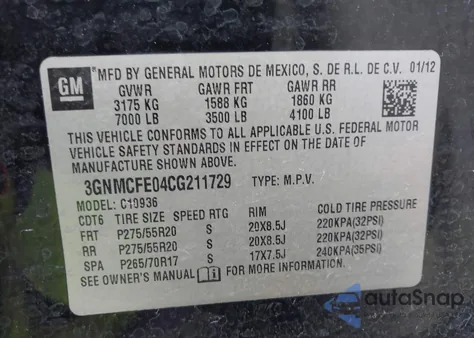 GM
MFD BY GENERAL MOTORS DE MEXICO, S. DE R.L. DE C.V. 01/12
GVWR GAWR FRT GAWR RR
3175 KG 1588 KG 1860 KG
7000 LB 3500 LB 4100 LB
THIS VEHICLE CONFORMS TO ALL APPLICABLE U.S. FEDERAL MOTOR
VEHICLE SAFETY STANDARDS IN EFFECT ON THE DATE OF
MANUFACTURE SHOWN ABOVE.
3GNMCFE04CG211729 TYPE: M.P.V.
MODEL: C10936
CDT6 TIRE SIZE SPEED RTG RIM COLD TIRE PRESSURE
FRT P275/55R20 S 20X8.5J 220KPA(32PSI)
RR P275/55R20 S 20X8.5J 220KPA(32PSI)
SPA P265/70R17 S 17X7.5J 240KPA(35PSI)
SEE OWNER'S MANUAL FOR MORE INFORMATION
autaSnap